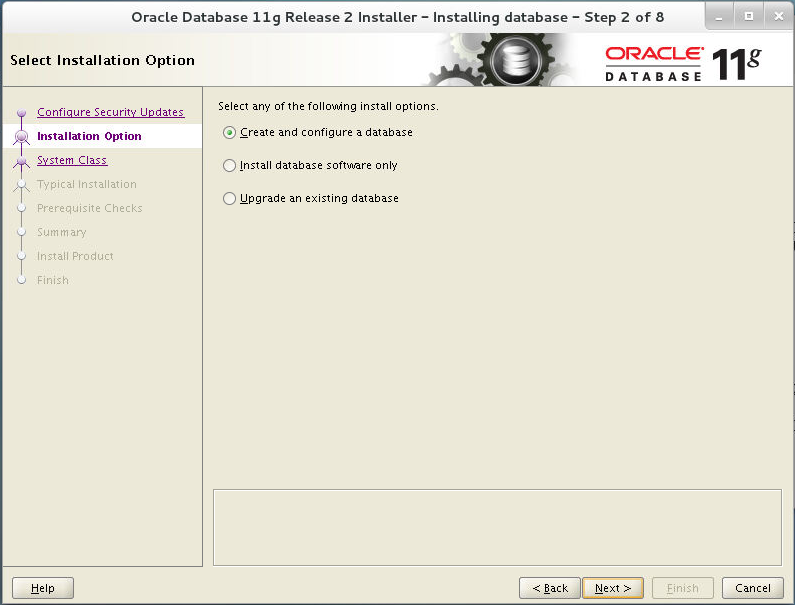 Oracle Database 11g Release 2 Installer - Installing database - Step 2 of 8
Select Installation Option
ORACLE
DATABASE
11g
Configure Security Updates
Installation Option
System Class
Typical Installation
Prerequisite Checks
Summary
Install Product
Finish
Select any of the following install options.
Create and configure a database
Install database software only
Upgrade an existing database
Help
< Back
Next >
Finish
Cancel